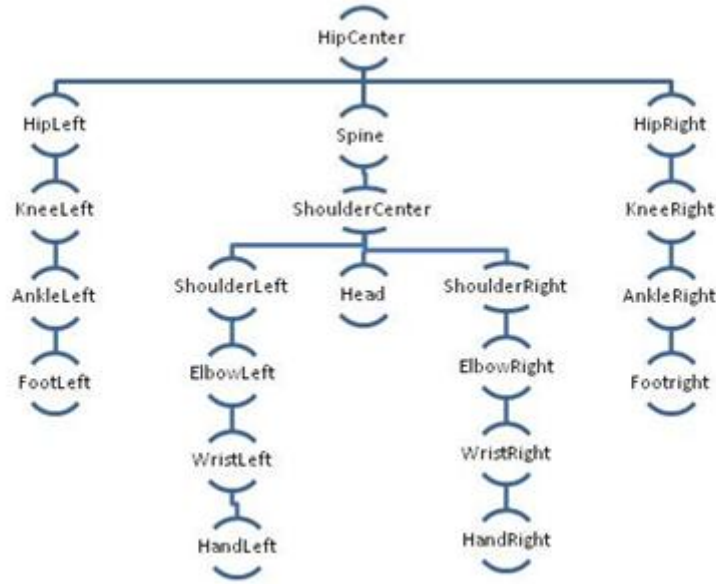 HipCenter
HipLeft
Spine
HipRight
KneeLeft
ShoulderCenter
KneeRight
ShoulderLeft
Head
ShoulderRight
AnkleLeft
AnkleRight
ElbowLeft
ElbowRight
FootLeft
Footright
WristLeft
WristRight
HandLeft
HandRight